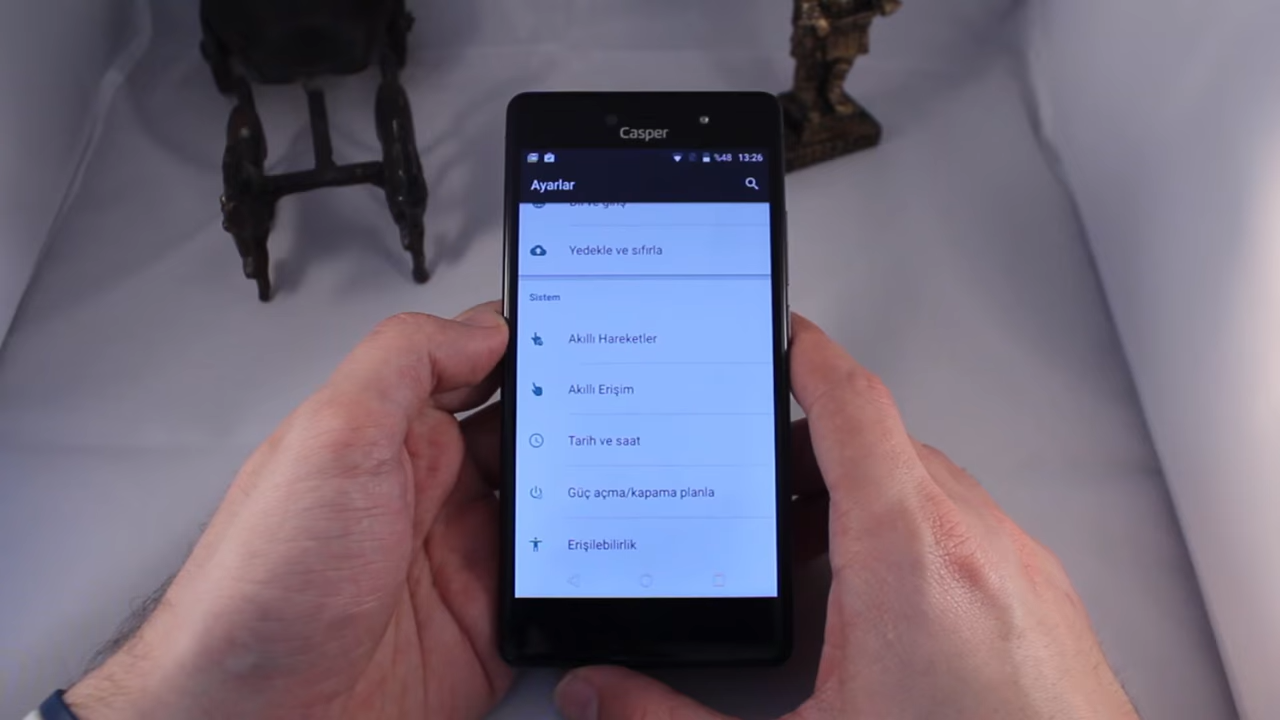 Casper
%48 13:26
Ayarlar
Yedekle ve sıfırla
Sistem
Akıllı Hareketler
Akıllı Erişim
Tarih ve saat
Güç açma/kapama planla
Erişilebilirlik